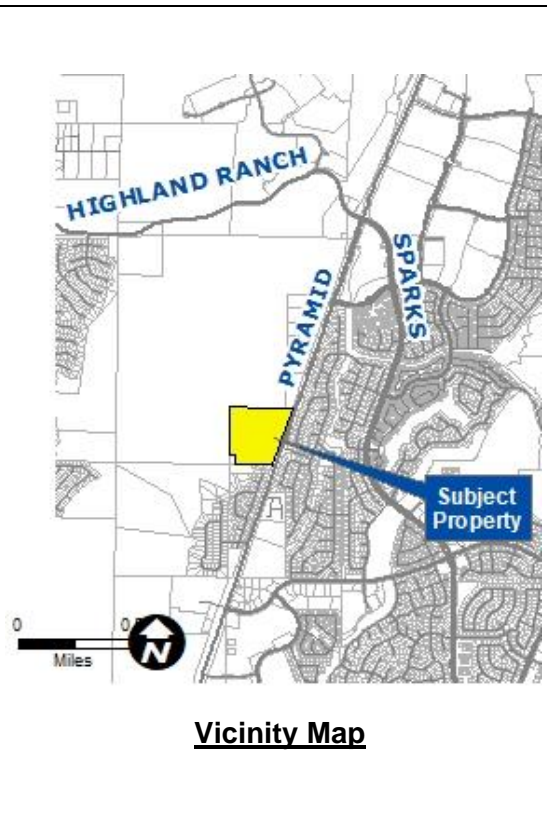 HIGHLAND RANCH
SPARKS
PYRAMID
Subject
Property
0
Miles
N
Vicinity Map